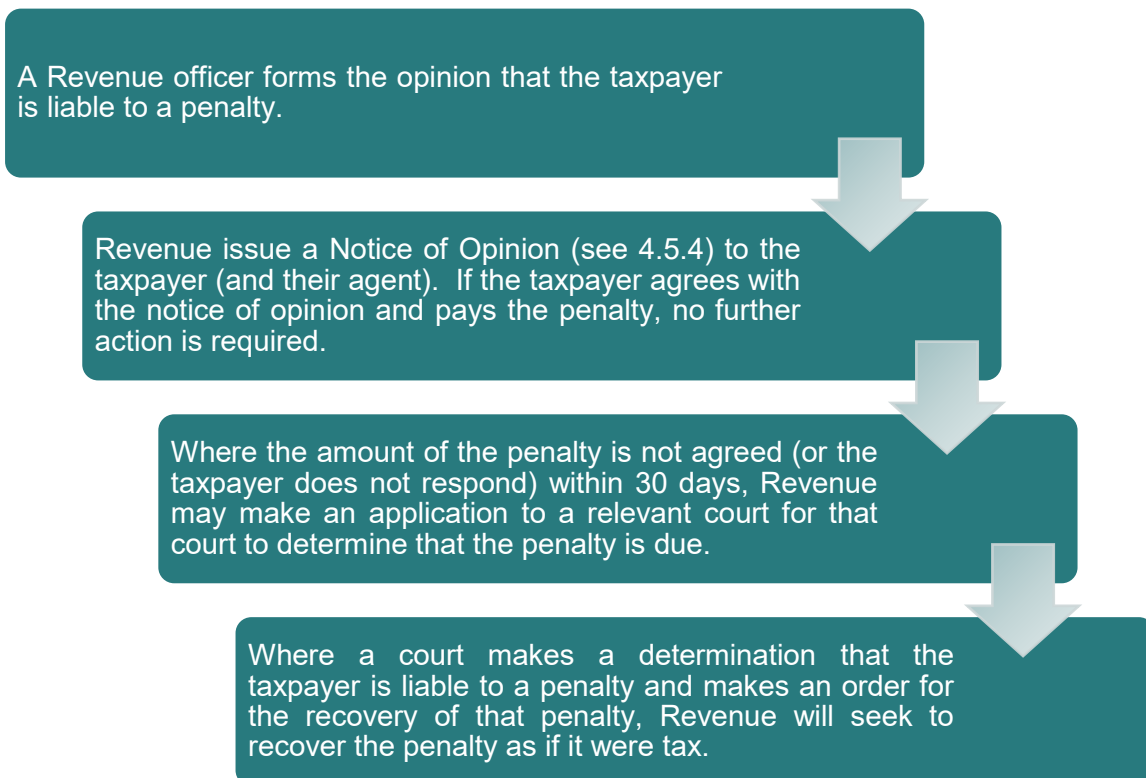 A Revenue officer forms the opinion that the taxpayer
is liable to a penalty.
Revenue issue a Notice of Opinion (see 4.5.4) to the
taxpayer (and their agent). If the taxpayer agrees with
the notice of opinion and pays the penalty, no further
action is required.
Where the amount of the penalty is not agreed (or the
taxpayer does not respond) within 30 days, Revenue
may make an application to a relevant court for that
court to determine that the penalty is due.
Where a court makes a determination that the
taxpayer is liable to a penalty and makes an order for
the recovery of that penalty, Revenue will seek to
recover the penalty as if it were tax.